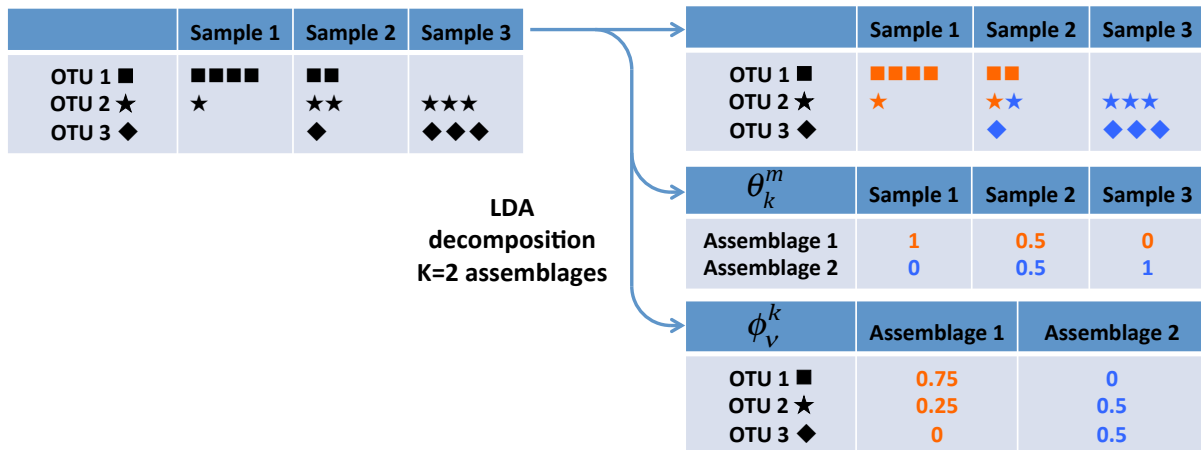 Sample 1 Sample 2 Sample 3
OTU 1 ■ ■■■■ ■■
OTU 2 ★ ★ ★★ ★★★
OTU 3 ◆ ◆ ◆◆◆
LDA
decomposition
K=2 assemblages
Sample 1 Sample 2 Sample 3
OTU 1 ■ ■■■■ ■■
OTU 2 ★ ★ ★★ ★★★
OTU 3 ◆ ◆ ◆◆◆
θ_k^m Sample 1 Sample 2 Sample 3
Assemblage 1 1 0.5 0
Assemblage 2 0 0.5 1
ϕ_ν^k Assemblage 1 Assemblage 2
OTU 1 ■ 0.75 0
OTU 2 ★ 0.25 0.5
OTU 3 ◆ 0 0.5